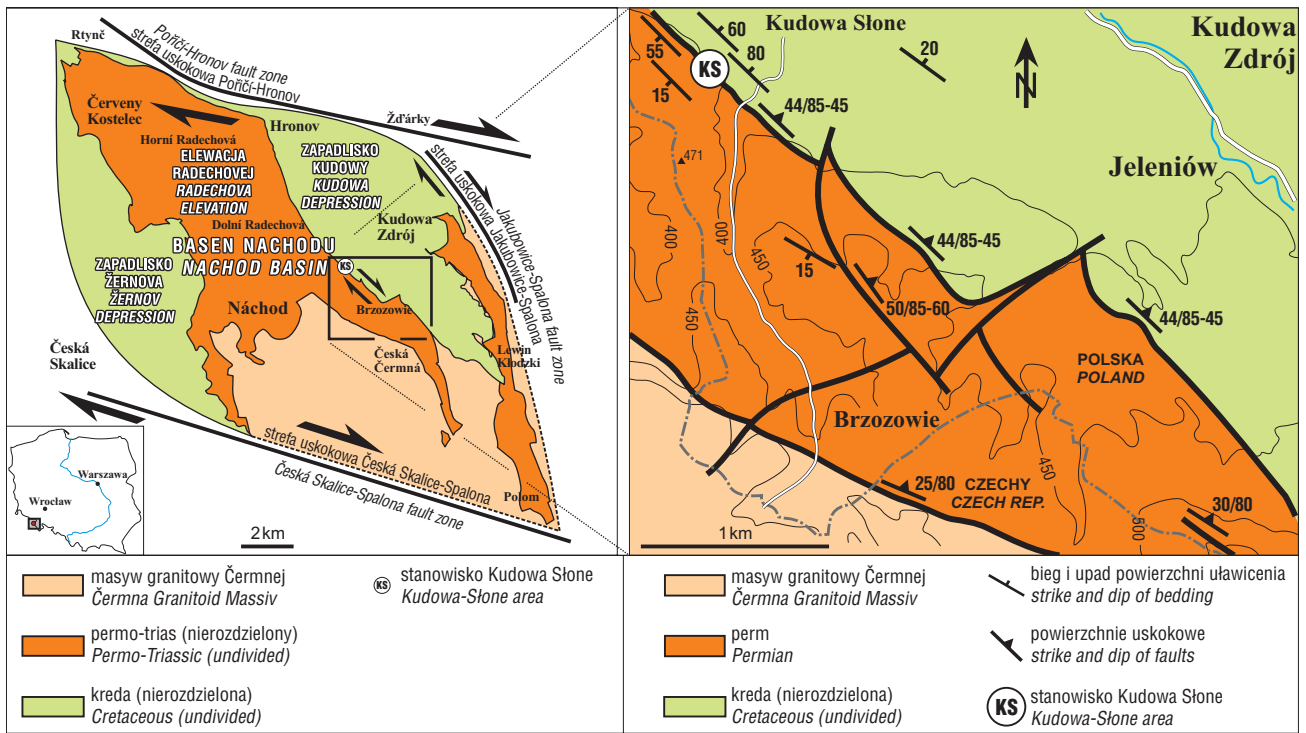 Rtynč
Poříčí-Hronov fault zone
strefa uskokowa Poříčí-Hronov
Červeny
Kostelec
Hronov
Žďárky
Horní Radechová
ELEWACJA
RADECHOVEJ
RADECHOVA
ELEVATION
ZAPADLISKO
KUDOWY
KUDOWA
DEPRESSION
strefa uskokowa Jakubowice-Spalona
Jakubowice-Spalona fault zone
Dolní Radechová
Kudowa
Zdrój
BASEN NACHODU
NACHOD BASIN
KS
ZAPADLISKO
ŽERNOVA
ŽERNOV
DEPRESSION
Náchod
Brzozowie
Česká
Skalice
Česká
Čermná
Lewin
Kłodzki
strefa uskokowa Česká Skalice-Spalona
Česká Skalice-Spalona fault zone
Polom
Warszawa
Wrocław
2 km
Kudowa Słone
Kudowa
Zdrój
60
55
80
20
KS
15
N
44/85-45
471
Jeleniów
400
400
450
44/85-45
15
50/85-60
450
44/85-45
POLSKA
POLAND
Brzozowie
450
25/80
CZECHY
CZECH REP.
500
30/80
1 km
masyw granitowy Čermnej
Čermna Granitoid Massiv
permo-trias (nierozdzielony)
Permo-Triassic (undivided)
kreda (nierozdzielona)
Cretaceous (undivided)
KS
stanowisko Kudowa Słone
Kudowa-Słone area
masyw granitowy Čermnej
Čermna Granitoid Massiv
perm
Permian
kreda (nierozdzielona)
Cretaceous (undivided)
bieg i upad powierzchni uławicenia
strike and dip of bedding
powierzchnie uskokowe
strike and dip of faults
KS
stanowisko Kudowa Słone
Kudowa-Słone area